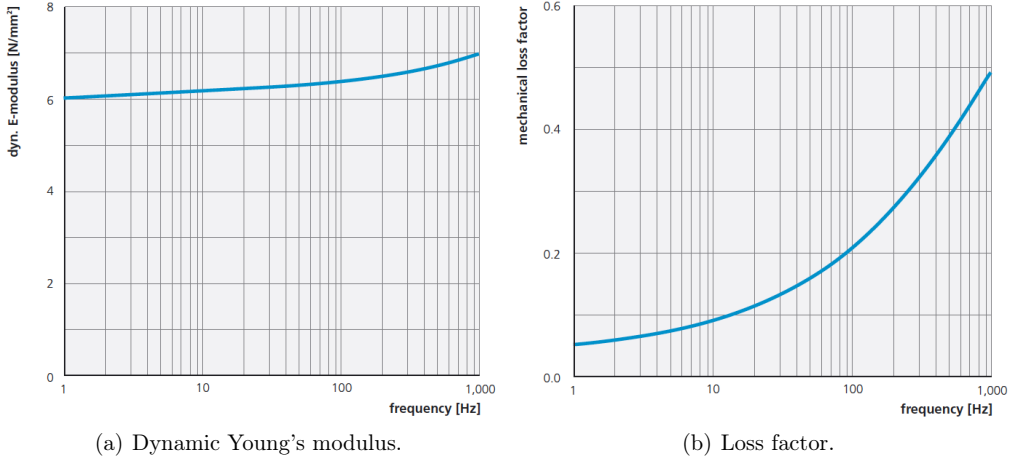 dyn. E-modulus [N/mm²]
8
6
4
2
0
1
10
100
1,000
frequency [Hz]
(a) Dynamic Young's modulus.
mechanical loss factor
0.6
0.4
0.2
0.0
1
10
100
1,000
frequency [Hz]
(b) Loss factor.